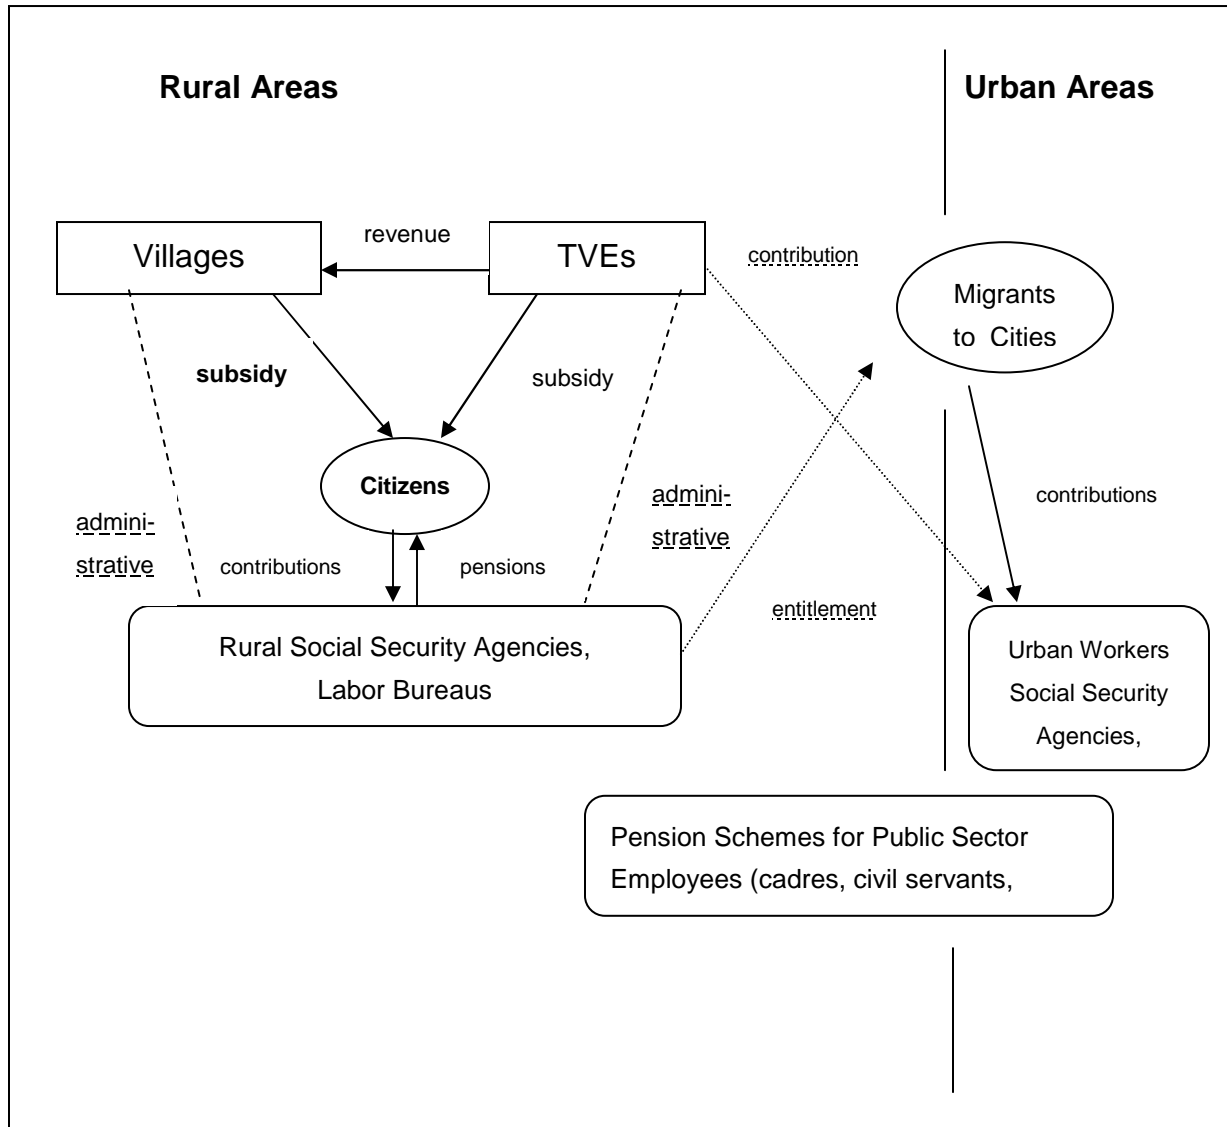 Rural Areas
Urban Areas
Villages
revenue
TVEs
contribution
Migrants
to Cities
subsidy
subsidy
Citizens
contributions
admini-
strative
contributions
pensions
admini-
strative
entitlement
Rural Social Security Agencies,
Labor Bureaus
Urban Workers
Social Security
Agencies,
Pension Schemes for Public Sector
Employees (cadres, civil servants,